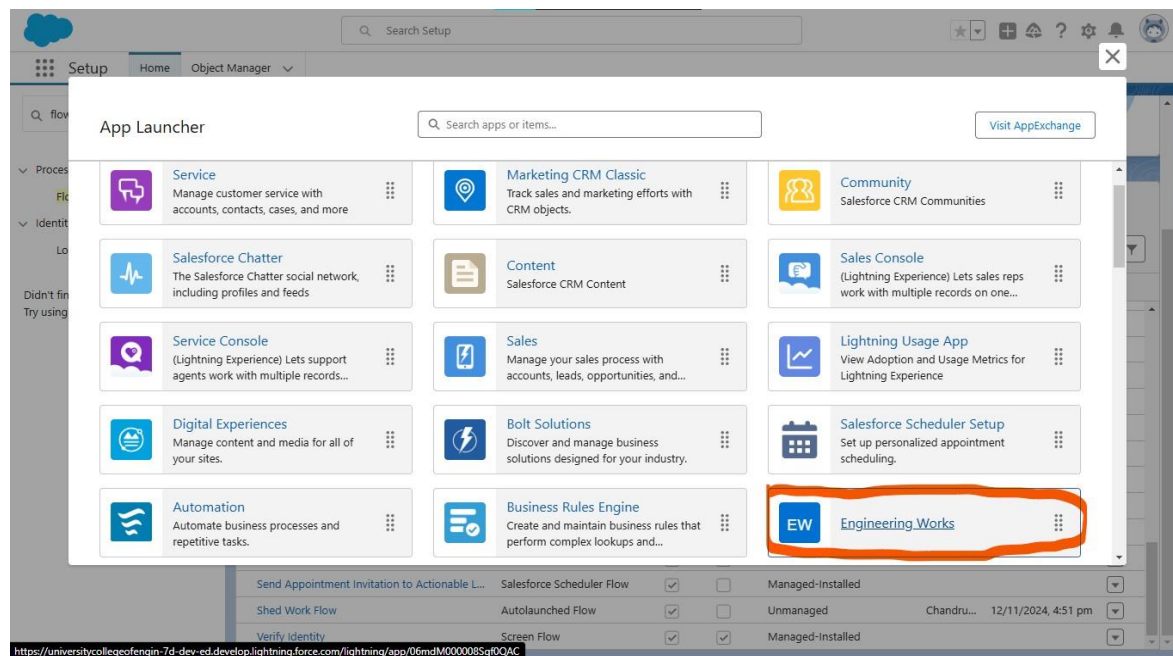 Search Setup
Setup
Home
Object Manager
flow
App Launcher
Search apps or items...
Visit AppExchange
Proces
Flo
Identit
Lo
Didn't fin
Try using
Service
Manage customer service with
accounts, contacts, cases, and more
Marketing CRM Classic
Track sales and marketing efforts with
CRM objects.
Community
Salesforce CRM Communities
Salesforce Chatter
The Salesforce Chatter social network,
including profiles and feeds
Content
Salesforce CRM Content
Sales Console
(Lightning Experience) Lets sales reps
work with multiple records on one...
Service Console
(Lightning Experience) Lets support
agents work with multiple records...
Sales
Manage your sales process with
accounts, leads, opportunities, and...
Lightning Usage App
View Adoption and Usage Metrics for
Lightning Experience
Digital Experiences
Manage content and media for all of
your sites.
Bolt Solutions
Discover and manage business
solutions designed for your industry.
Salesforce Scheduler Setup
Set up personalized appointment
scheduling.
Automation
Automate business processes and
repetitive tasks.
Business Rules Engine
Create and maintain business rules that
perform complex lookups and...
EW
Engineering Works
Send Appointment Invitation to Actionable L... Salesforce Scheduler Flow Managed-Installed
Shed Work Flow Autolaunched Flow Unmanaged Chandru... 12/11/2024, 4:51 pm
Verify Identity Screen Flow Managed-Installed
https://universitycollegeofengin-7d-dev-ed.develop.lightning.force.com/lightning/app/06mdM000008Sqf0QAC